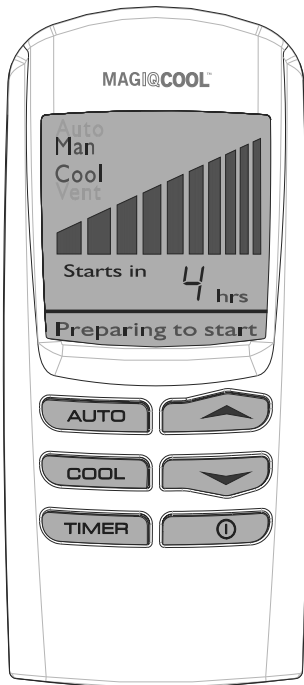 MAGIQCOOL™
Auto
Man
Cool
Vent
Starts in 4 hrs
Preparing to start
AUTO
COOL
TIMER